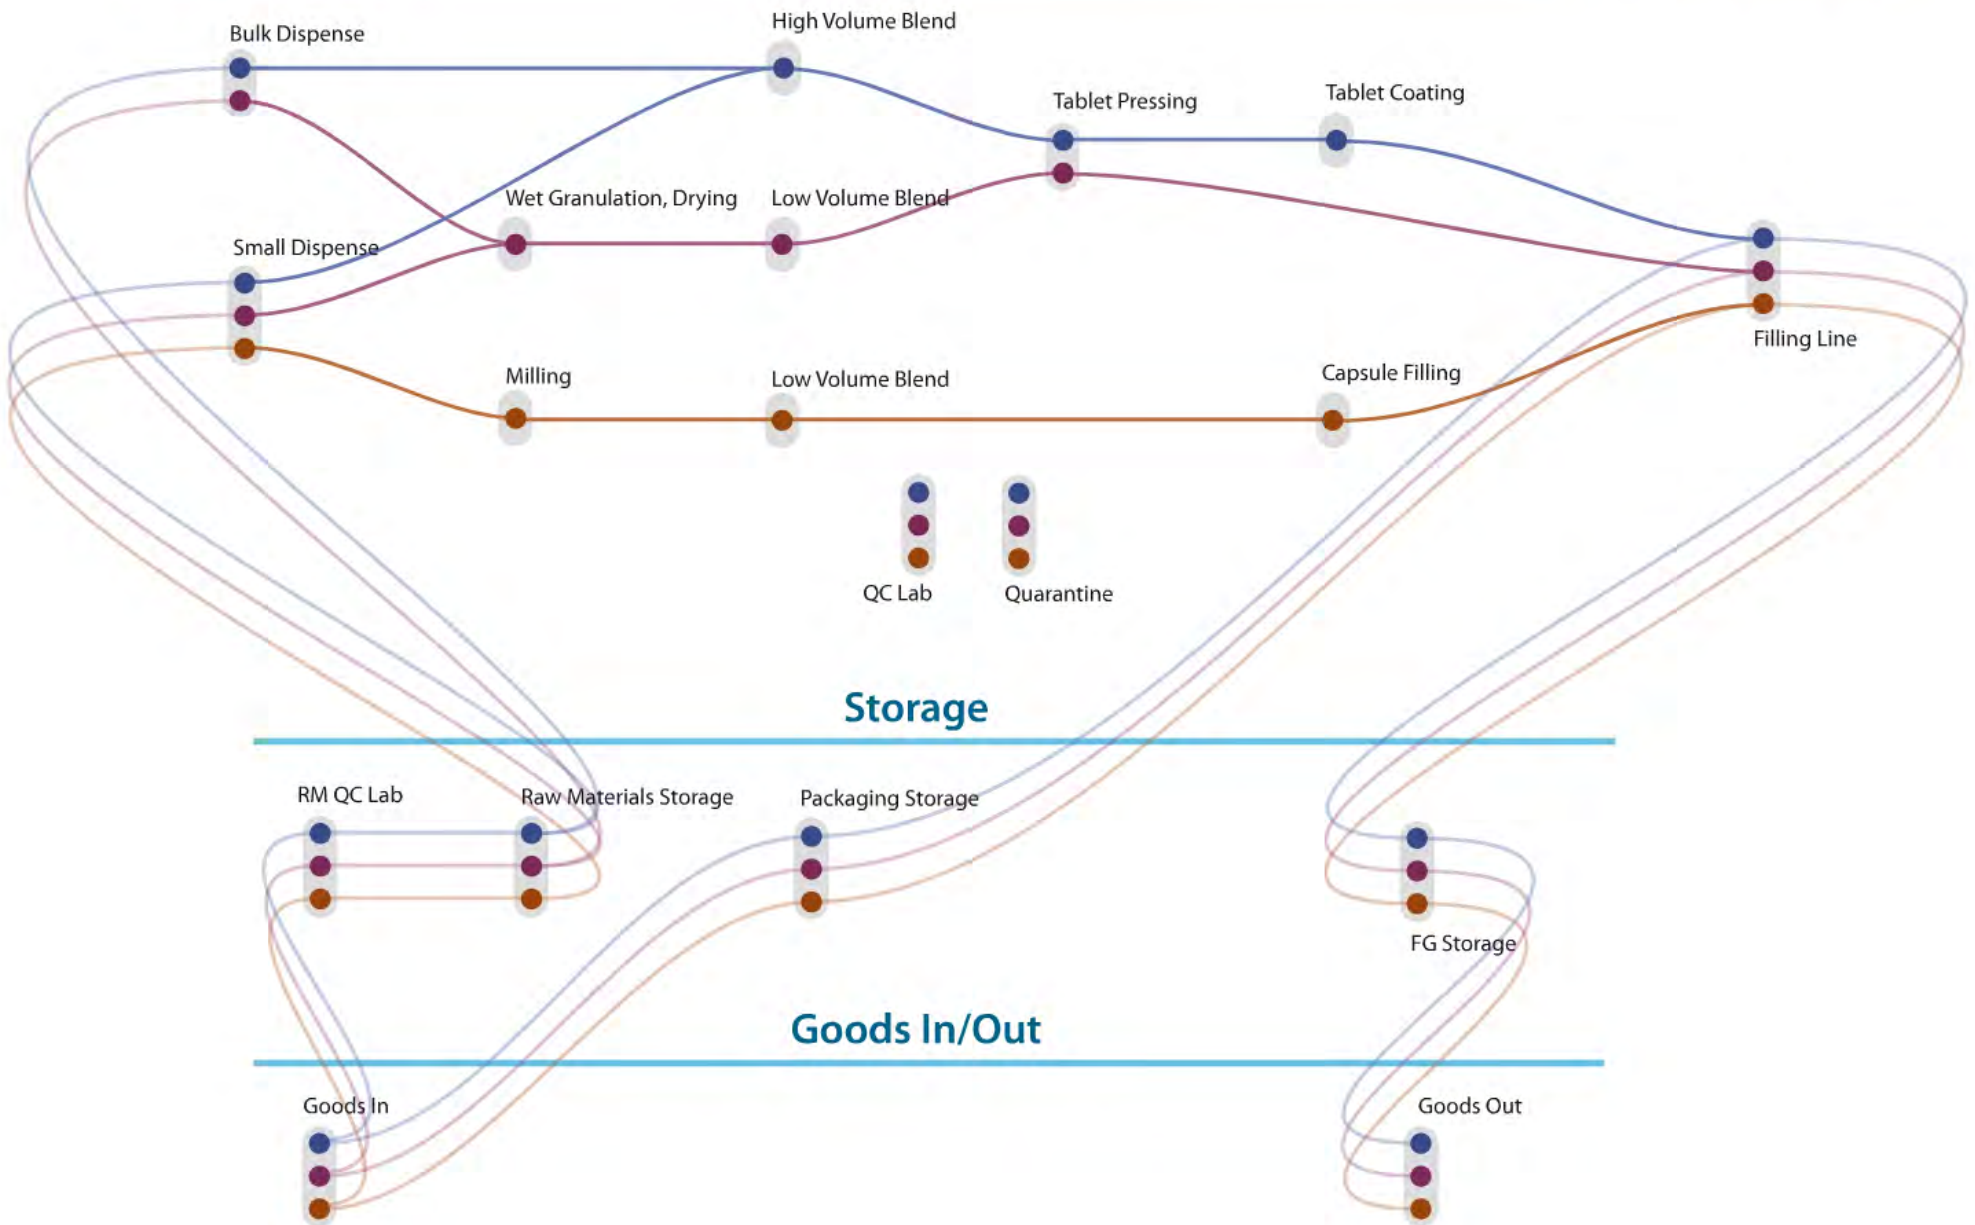 Bulk Dispense
High Volume Blend
Tablet Pressing
Tablet Coating
Wet Granulation, Drying
Low Volume Blend
Small Dispense
Filling Line
Milling
Low Volume Blend
Capsule Filling
QC Lab
Quarantine
Storage
RM QC Lab
Raw Materials Storage
Packaging Storage
FG Storage
Goods In/Out
Goods In
Goods Out